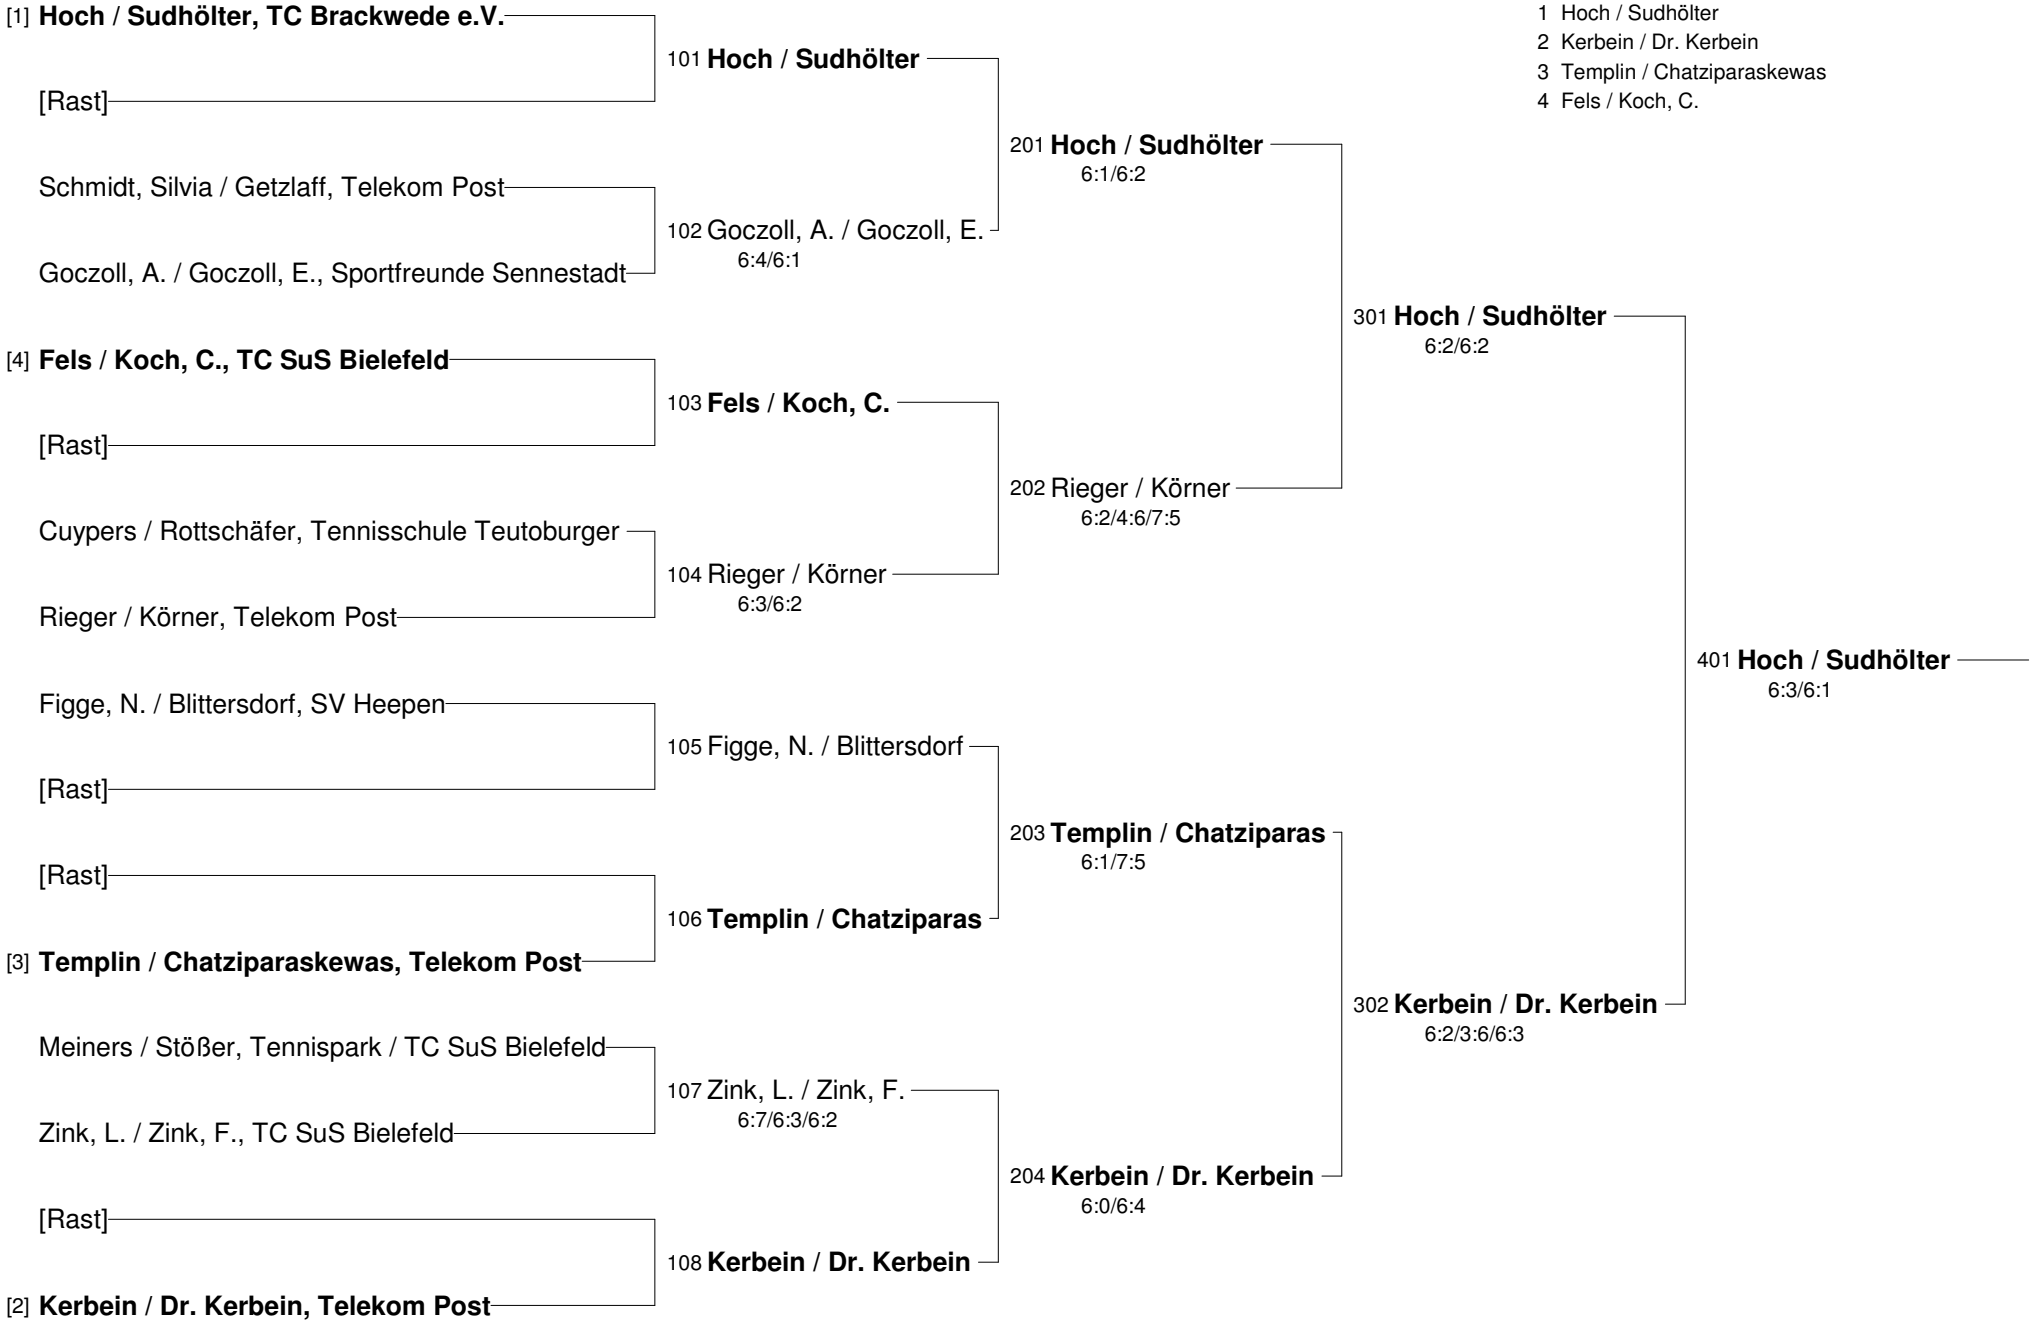 [1] Hoch / Sudhölter, TC Brackwede e.V.
[Rast]
Schmidt, Silvia / Getzlaff, Telekom Post
Goczoll, A. / Goczoll, E., Sportfreunde Sennestadt
[4] Fels / Koch, C., TC SuS Bielefeld
[Rast]
Cuypers / Rottschäfer, Tennisschule Teutoburger
Rieger / Körner, Telekom Post
Figge, N. / Blittersdorf, SV Heepen
[Rast]
[Rast]
[3] Templin / Chatziparaskewas, Telekom Post
Meiners / Stößer, Tennispark / TC SuS Bielefeld
Zink, L. / Zink, F., TC SuS Bielefeld
[Rast]
[2] Kerbein / Dr. Kerbein, Telekom Post
101 Hoch / Sudhölter
102 Goczoll, A. / Goczoll, E.
6:4/6:1
103 Fels / Koch, C.
104 Rieger / Körner
6:3/6:2
105 Figge, N. / Blittersdorf
106 Templin / Chatziparas
107 Zink, L. / Zink, F.
6:7/6:3/6:2
108 Kerbein / Dr. Kerbein
201 Hoch / Sudhölter
6:1/6:2
202 Rieger / Körner
6:2/4:6/7:5
203 Templin / Chatziparas
6:1/7:5
204 Kerbein / Dr. Kerbein
6:0/6:4
301 Hoch / Sudhölter
6:2/6:2
302 Kerbein / Dr. Kerbein
6:2/3:6/6:3
401 Hoch / Sudhölter
6:3/6:1
1 Hoch / Sudhölter
2 Kerbein / Dr. Kerbein
3 Templin / Chatziparaskewas
4 Fels / Koch, C.